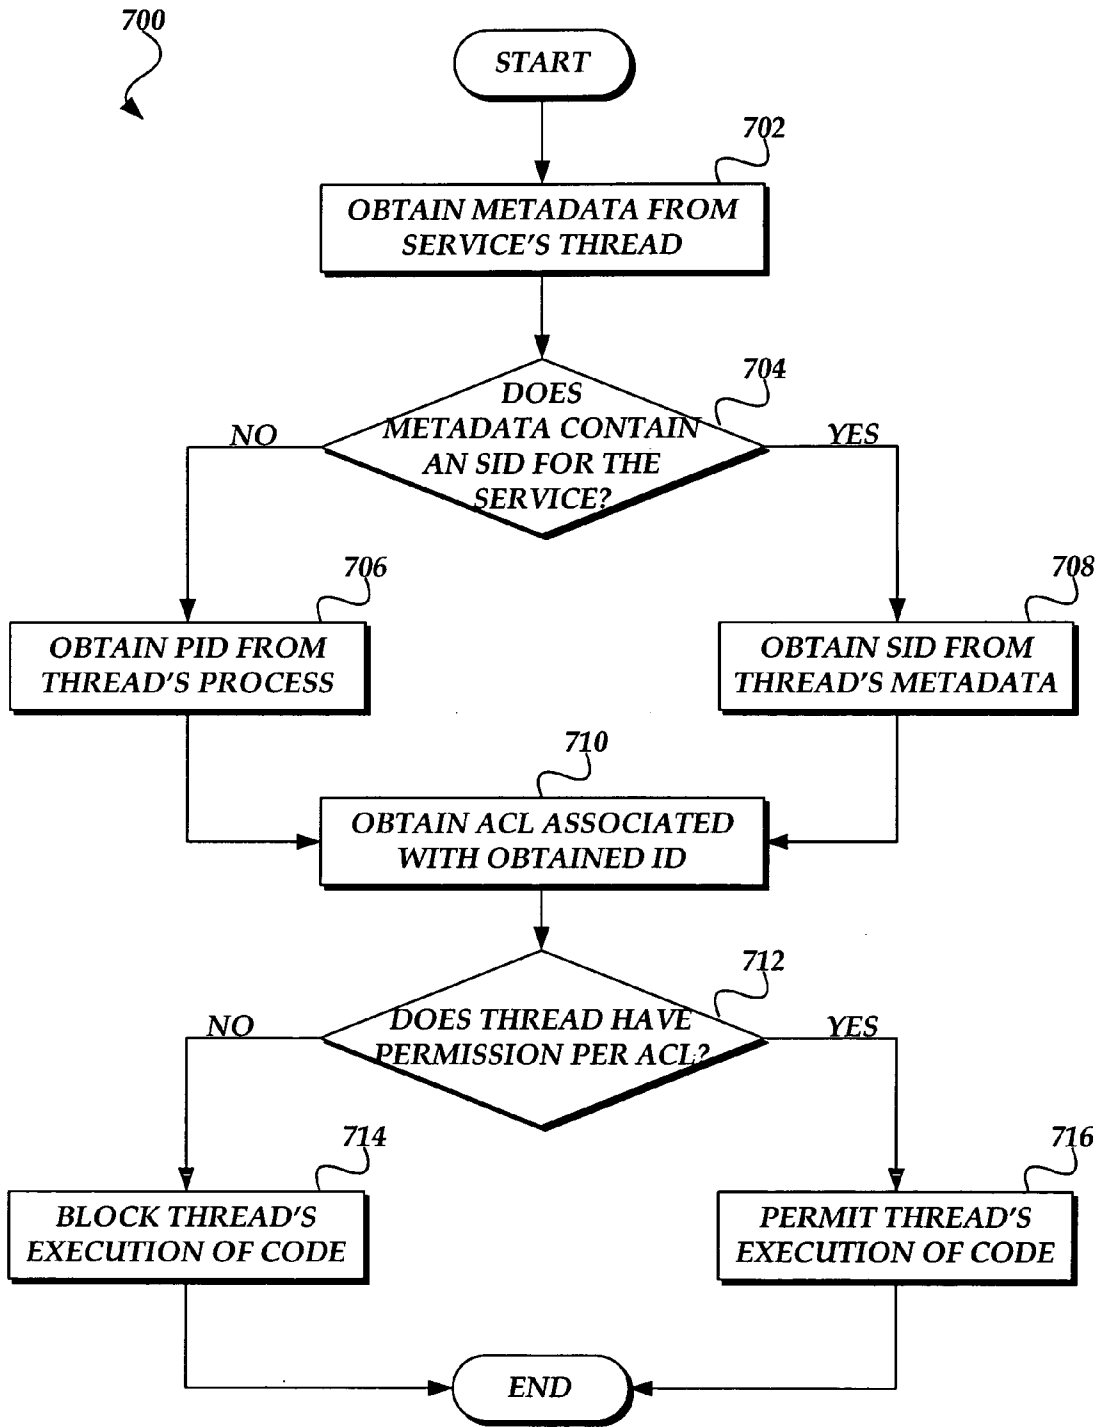 700
START
702
OBTAIN METADATA FROM
SERVICE'S THREAD
704
DOES
METADATA CONTAIN
AN SID FOR THE
SERVICE?
NO
YES
706
OBTAIN PID FROM
THREAD'S PROCESS
708
OBTAIN SID FROM
THREAD'S METADATA
710
OBTAIN ACL ASSOCIATED
WITH OBTAINED ID
712
DOES THREAD HAVE
PERMISSION PER ACL?
NO
YES
714
BLOCK THREAD'S
EXECUTION OF CODE
716
PERMIT THREAD'S
EXECUTION OF CODE
END